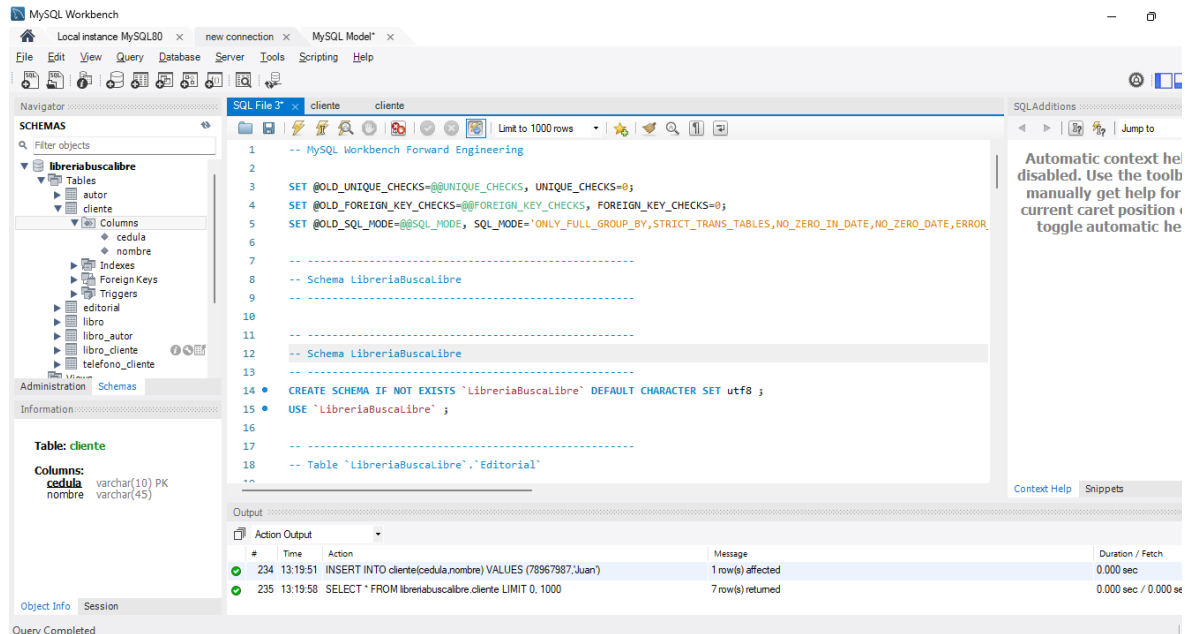 MySQL Workbench
Local instance MySQL80 × new connection × MySQL Model* ×
File Edit View Query Database Server Tools Scripting Help
Navigator
SCHEMAS
Filter objects
libreriabuscalibre
Tables
autor
cliente
Columns
cedula
nombre
Indexes
Foreign Keys
Triggers
editorial
libro
libro_autor
libro_cliente
telefono_cliente
Administration Schemas
Information
Table: cliente
Columns:
cedula varchar(10) PK
nombre varchar(45)
Object Info Session
SQL File 3* × cliente cliente
Limit to 1000 rows
1 -- MySQL Workbench Forward Engineering
2
3 SET @OLD_UNIQUE_CHECKS=@@UNIQUE_CHECKS, UNIQUE_CHECKS=0;
4 SET @OLD_FOREIGN_KEY_CHECKS=@@FOREIGN_KEY_CHECKS, FOREIGN_KEY_CHECKS=0;
5 SET @OLD_SQL_MODE=@@SQL_MODE, SQL_MODE='ONLY_FULL_GROUP_BY,STRICT_TRANS_TABLES,NO_ZERO_IN_DATE,NO_ZERO_DATE,ERROR_
6
7 -- -----------------------------------------------------
8 -- Schema LibreriaBuscaLibre
9 -- -----------------------------------------------------
10
11 -- -----------------------------------------------------
12 -- Schema LibreriaBuscaLibre
13 -- -----------------------------------------------------
14 CREATE SCHEMA IF NOT EXISTS `LibreriaBuscaLibre` DEFAULT CHARACTER SET utf8 ;
15 USE `LibreriaBuscaLibre` ;
16
17 -- -----------------------------------------------------
18 -- Table `LibreriaBuscaLibre`.`Editorial`
SQLAdditions
Jump to
Automatic context hel
disabled. Use the toolb
manually get help for
current caret position
toggle automatic he
Context Help Snippets
Output
Action Output
# Time Action Message Duration / Fetch
234 13:19:51 INSERT INTO cliente(cedula,nombre) VALUES (78967987,'Juan') 1 row(s) affected 0.000 sec
235 13:19:58 SELECT * FROM libreriabuscalibre.cliente LIMIT 0, 1000 7 row(s) returned 0.000 sec / 0.000 se
Query Completed